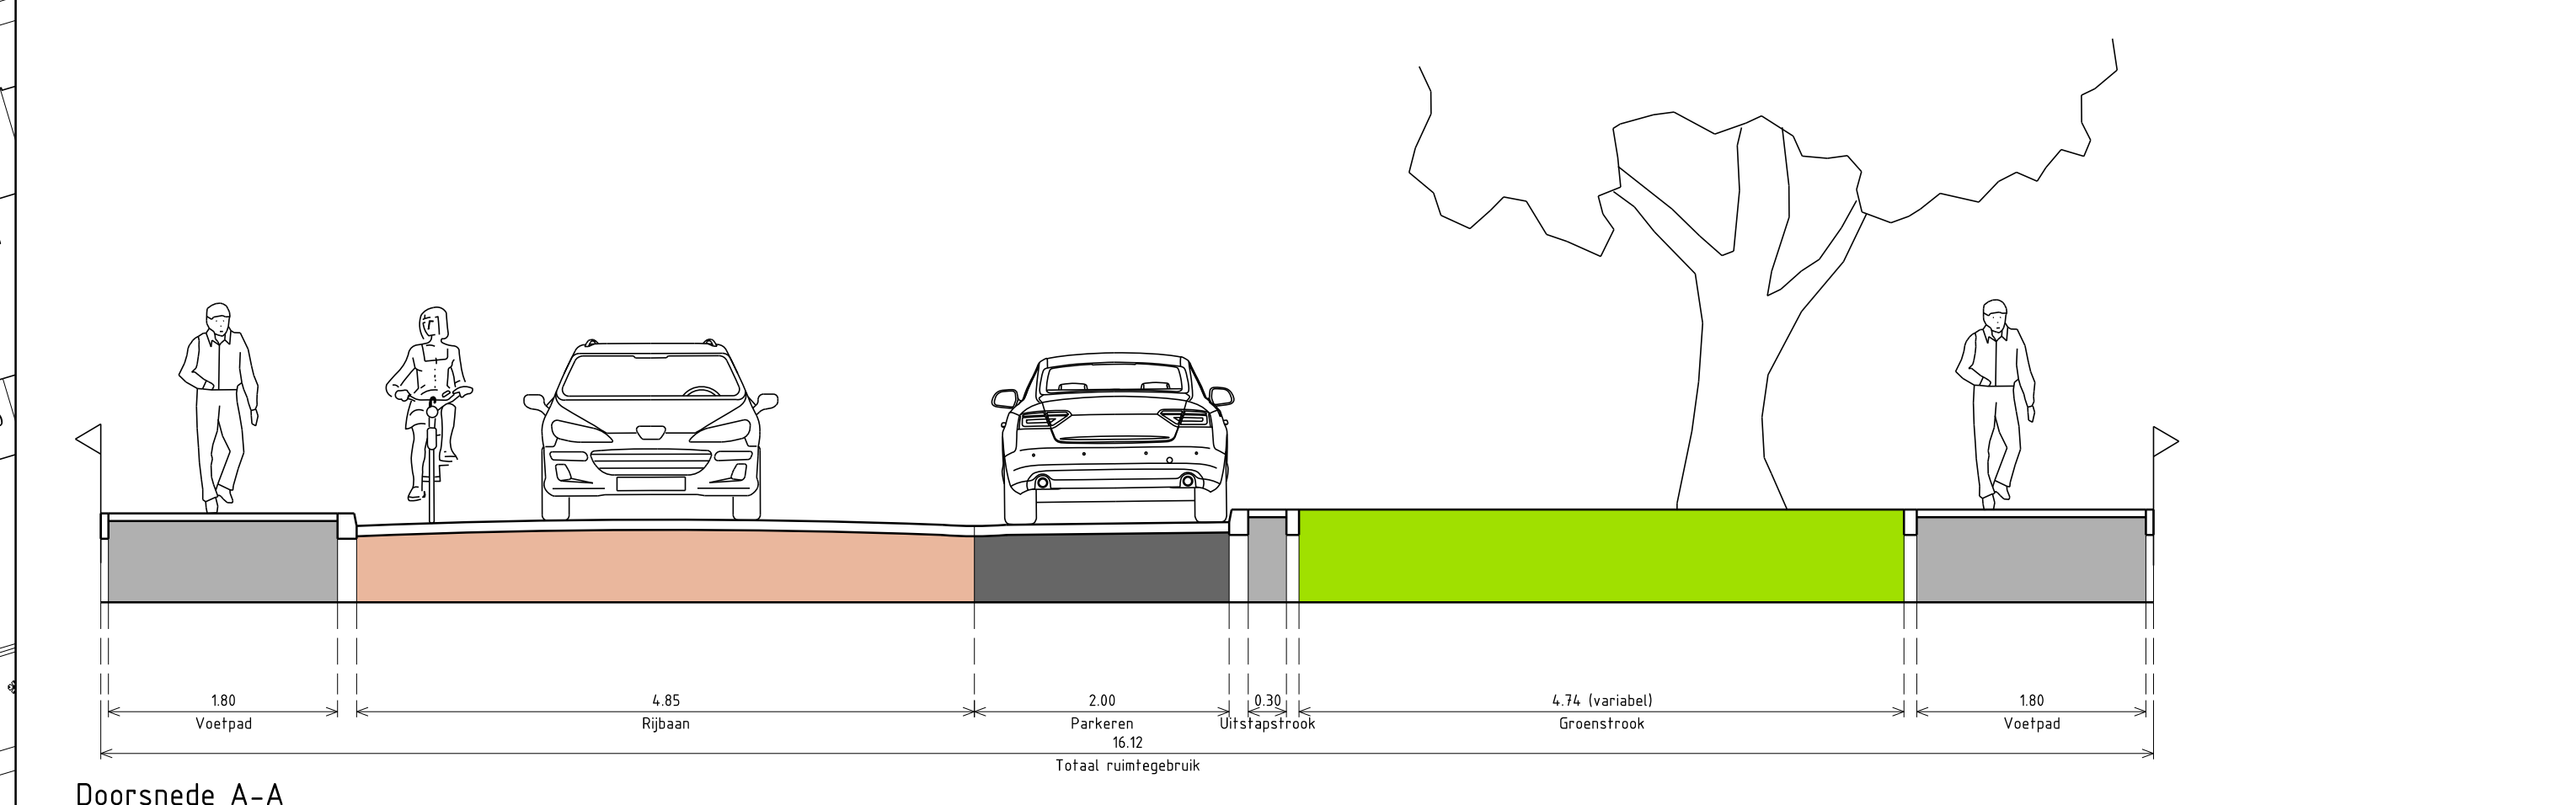 1.80 4.85 2.00 0.30 4.74 (variabel) 1.80
Voetpad Rijbaan Parkeren Uitstapstrook Groenstrook Voetpad
16.12
Totaal ruimtegebruik
Doorsnede A-A